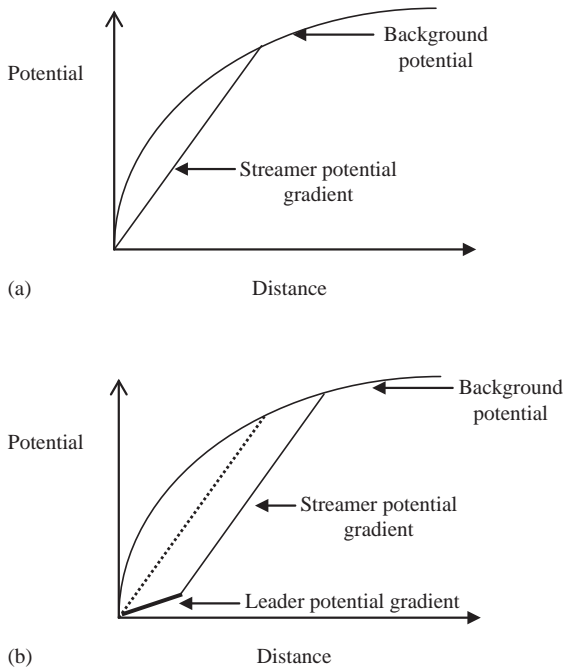 Background
potential
Potential
Streamer potential
gradient
(a)
Distance
Background
potential
Potential
Streamer potential
gradient
Leader potential gradient
(b)
Distance